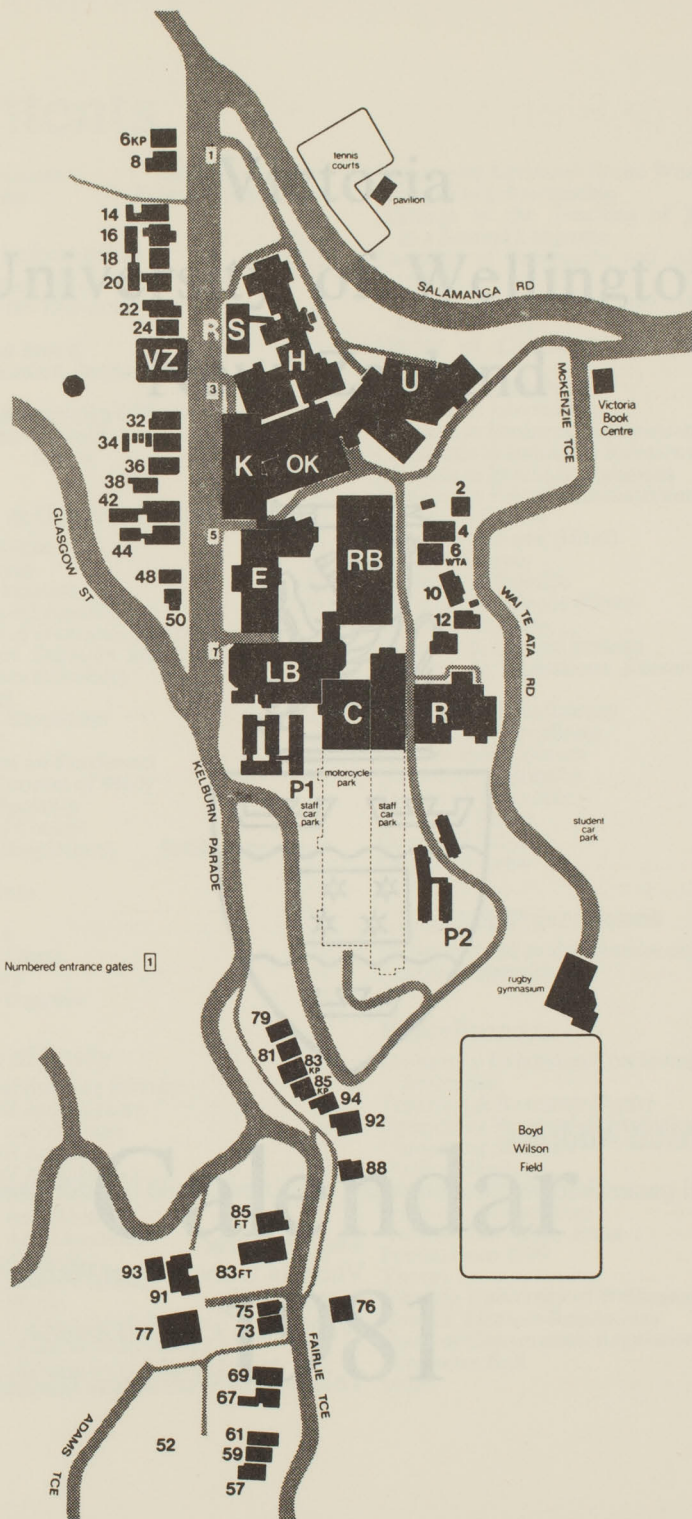 6KP
8
1
tennis
courts
pavilion
14
16
18
20
SALAMANCA RD
22
24
R S
VZ
H
U
3
McKENZIE TCE
Victoria
Book
Centre
32
34
36
38
K
OK
42
44
GLASGOW ST
5
2
4
6
WTA
RB
E
10
48
50
12
WAI TE ATA RD
7
LB
C
R
KELBURN PARADE
P1
motorcycle
park
staff
car
park
staff
car
park
student
car
park
P2
Numbered entrance gates 1
rugby
gymnasium
79
81
83
KP
85
KP
94
92
88
Boyd
Wilson
Field
85
FT
83FT
93
91
75
73
76
77
FAIRLIE TCE
69
67
ADAMS TCE
52
61
59
57
Victoria
University of Wellington
Calendar
1981